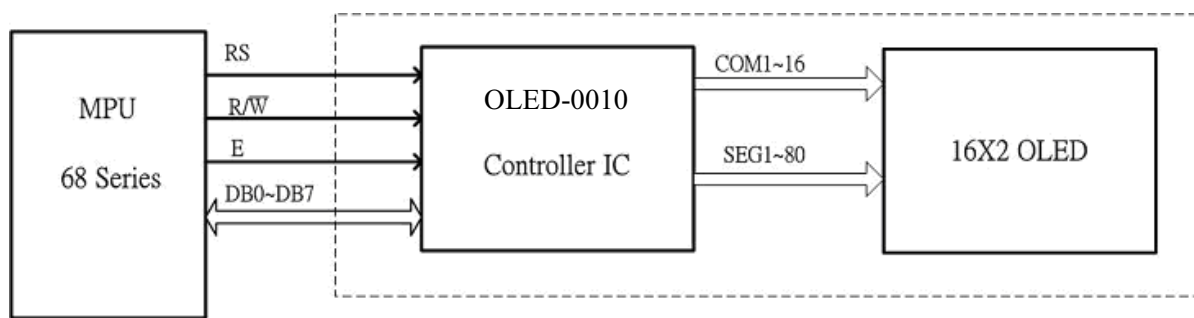 MPU
68 Series
RS
R/W̅
E
DB0~DB7
OLED-0010
Controller IC
COM1~16
SEG1~80
16X2 OLED